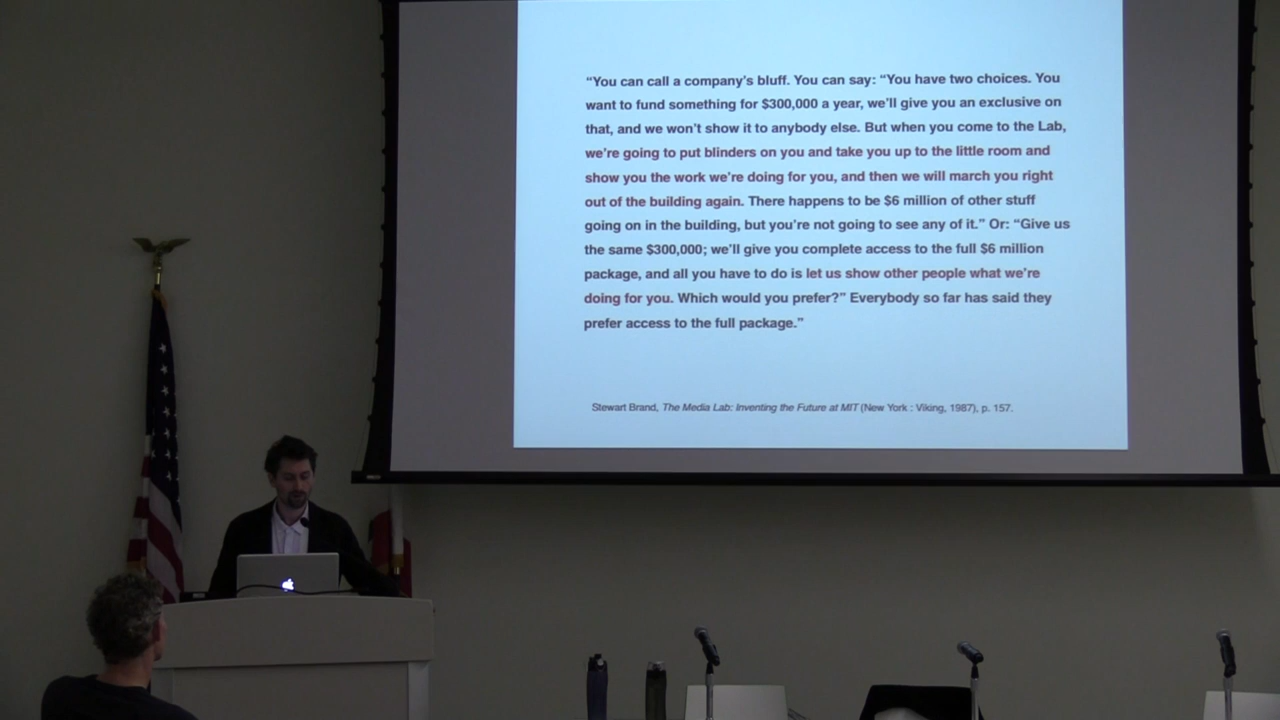 “You can call a company’s bluff. You can say: “You have two choices. You
want to fund something for $300,000 a year, we’ll give you an exclusive on
that, and we won’t show it to anybody else. But when you come to the Lab,
we’re going to put blinders on you and take you up to the little room and
show you the work we’re doing for you, and then we will march you right
out of the building again. There happens to be $6 million of other stuff
going on in the building, but you’re not going to see any of it.” Or: “Give us
the same $300,000; we’ll give you complete access to the full $6 million
package, and all you have to do is let us show other people what we’re
doing for you. Which would you prefer?” Everybody so far has said they
prefer access to the full package.”
Stewart Brand, The Media Lab: Inventing the Future at MIT (New York : Viking, 1987), p. 157.